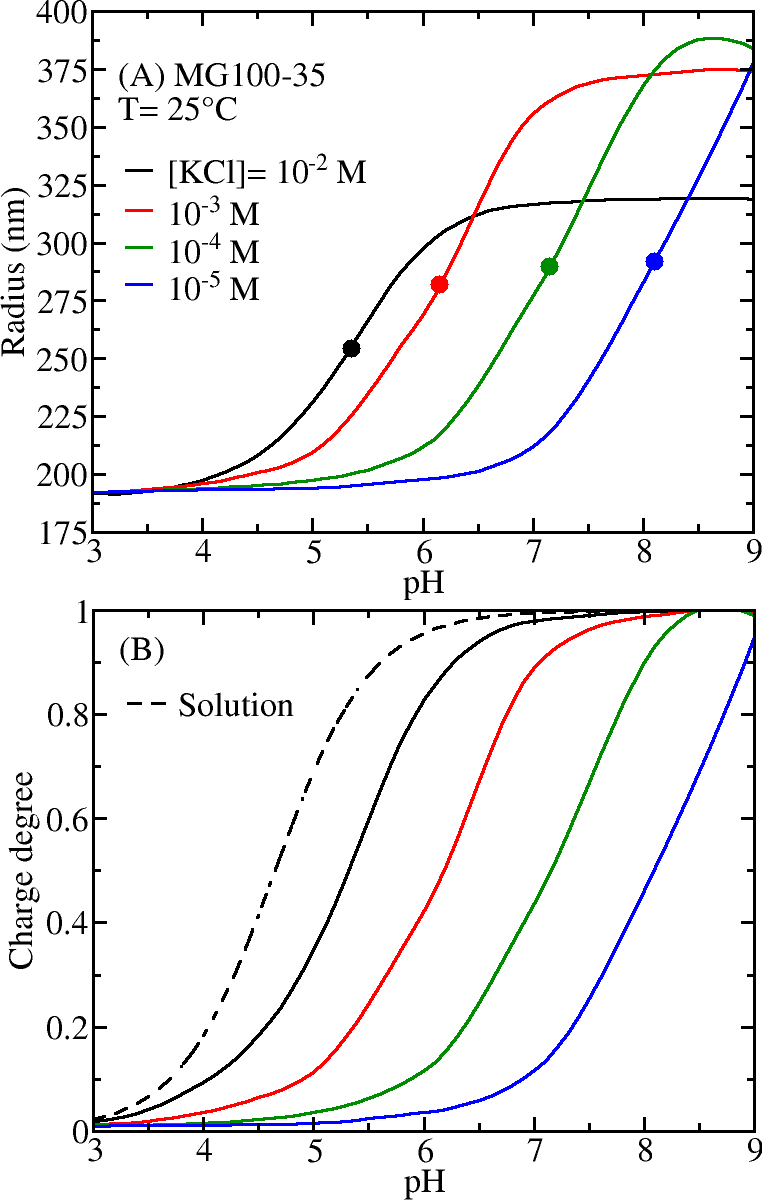 400
375
350
325
300
275
250
225
200
175
Radius (nm)
(A) MG100-35
T= 25°C
[KCl]= 10⁻² M
10⁻³ M
10⁻⁴ M
10⁻⁵ M
3 4 5 6 7 8 9
pH
1
0.8
0.6
0.4
0.2
0
Charge degree
(B)
Solution
3 4 5 6 7 8 9
pH